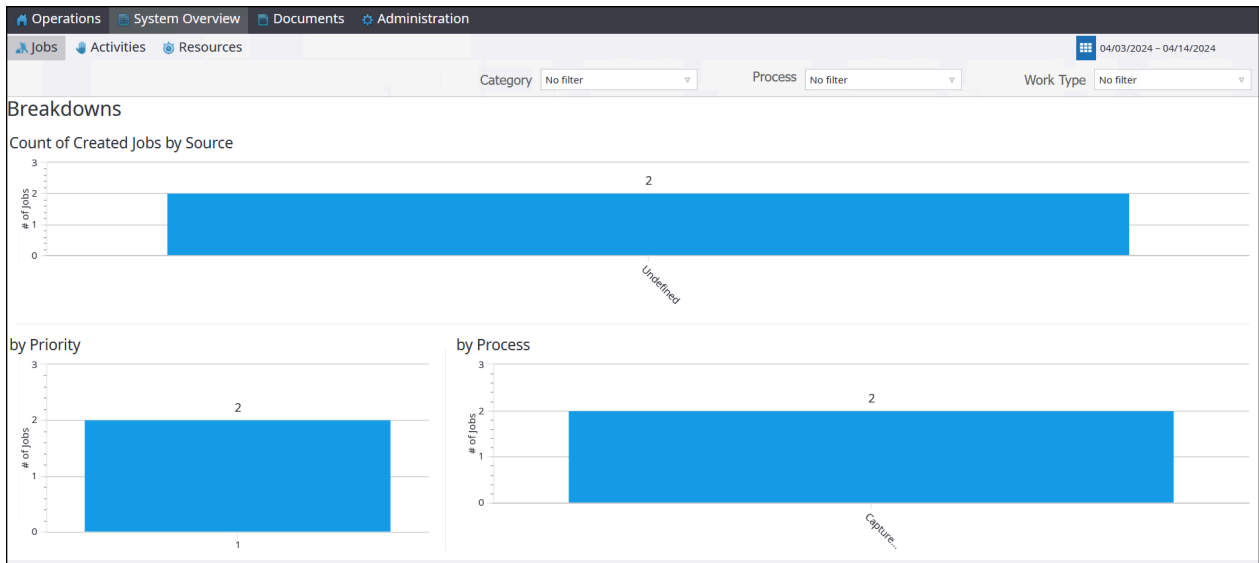 Operations System Overview Documents Administration
Jobs Activities Resources 04/03/2024 – 04/14/2024
Category No filter Process No filter Work Type No filter
Breakdowns
Count of Created Jobs by Source
3
2
1
0
# of Jobs
2
Undefined
by Priority
3
2
1
0
# of Jobs
2
1
by Process
3
2
1
0
# of Jobs
2
Capture...